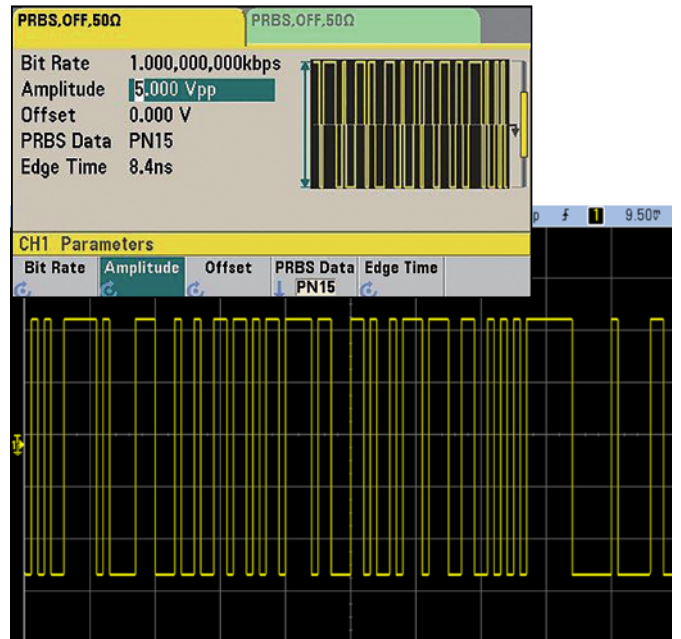 PRBS,OFF,50Ω PRBS,OFF,50Ω
Bit Rate 1.000,000,000kbps
Amplitude 5.000 Vpp
Offset 0.000 V
PRBS Data PN15
Edge Time 8.4ns
1 9.50
CH1 Parameters
Bit Rate Amplitude Offset PRBS Data Edge Time
PN15